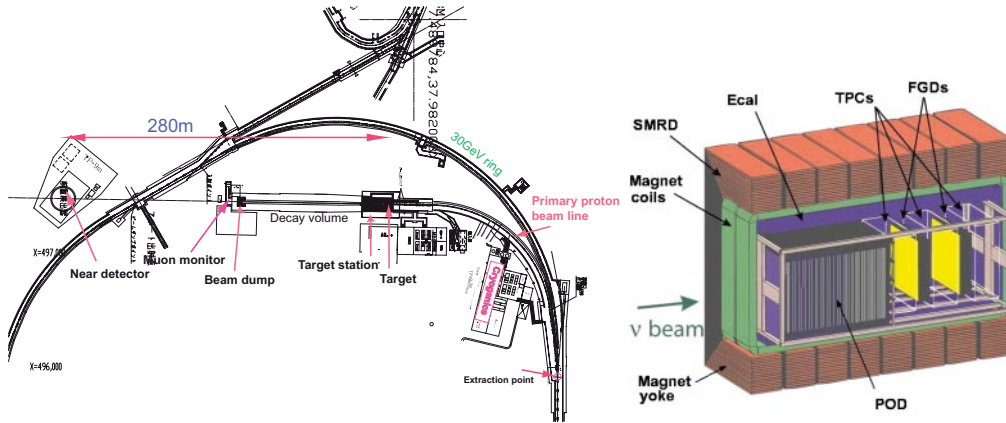 280m
30GeV ring
Primary proton
beam line
Decay volume
X=497,000
Near detector
Muon monitor
Beam dump
Target station
Target
Cryogenics
X=496,000
Extraction point
Ecal
TPCs
FGDs
SMRD
Magnet
coils
ν beam
Magnet
yoke
POD